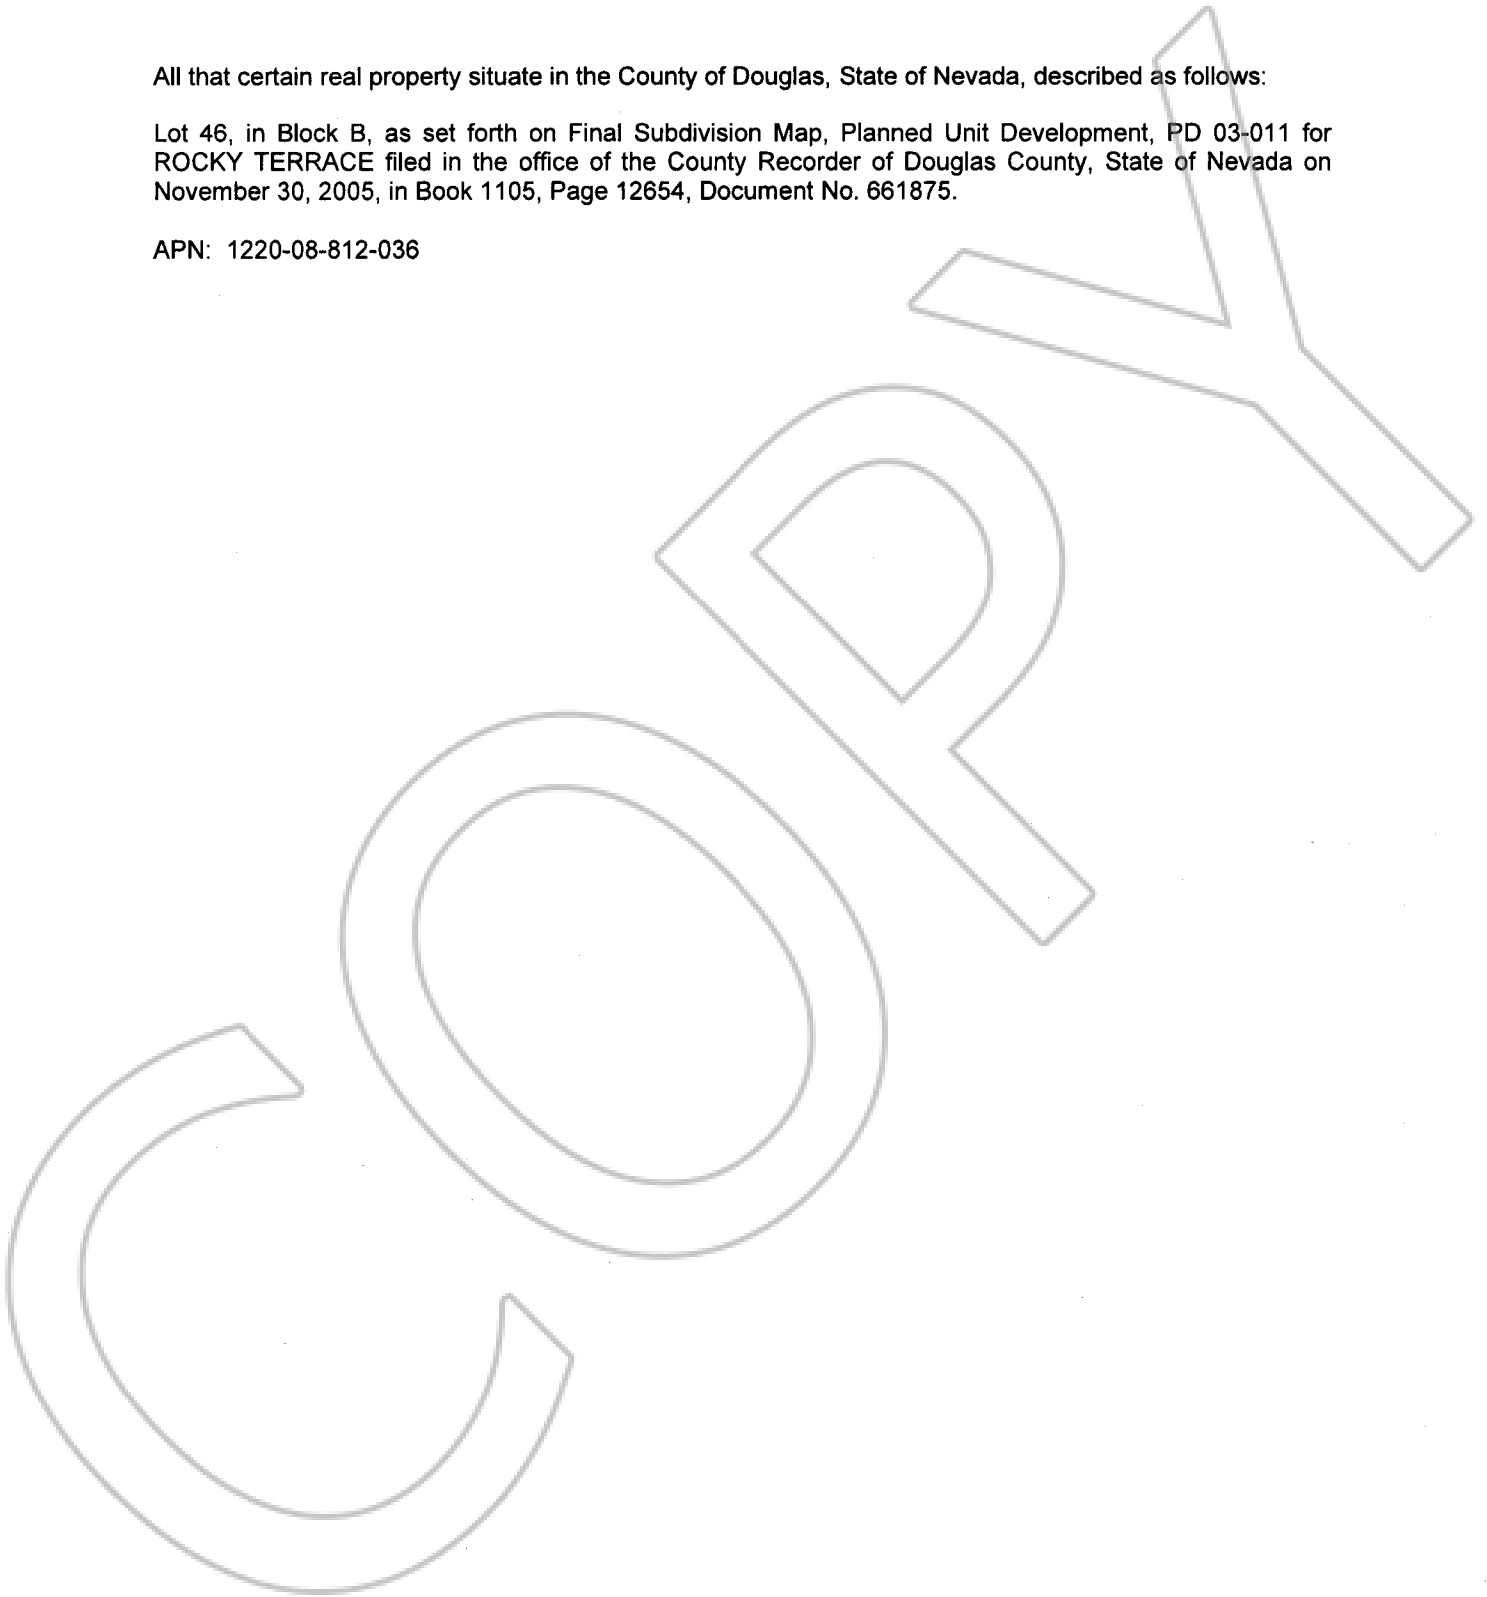 All that certain real property situate in the County of Douglas, State of Nevada, described as follows:
Lot 46, in Block B, as set forth on Final Subdivision Map, Planned Unit Development, PD 03-011 for
ROCKY TERRACE filed in the office of the County Recorder of Douglas County, State of Nevada on
November 30, 2005, in Book 1105, Page 12654, Document No. 661875.
APN: 1220-08-812-036
COPY